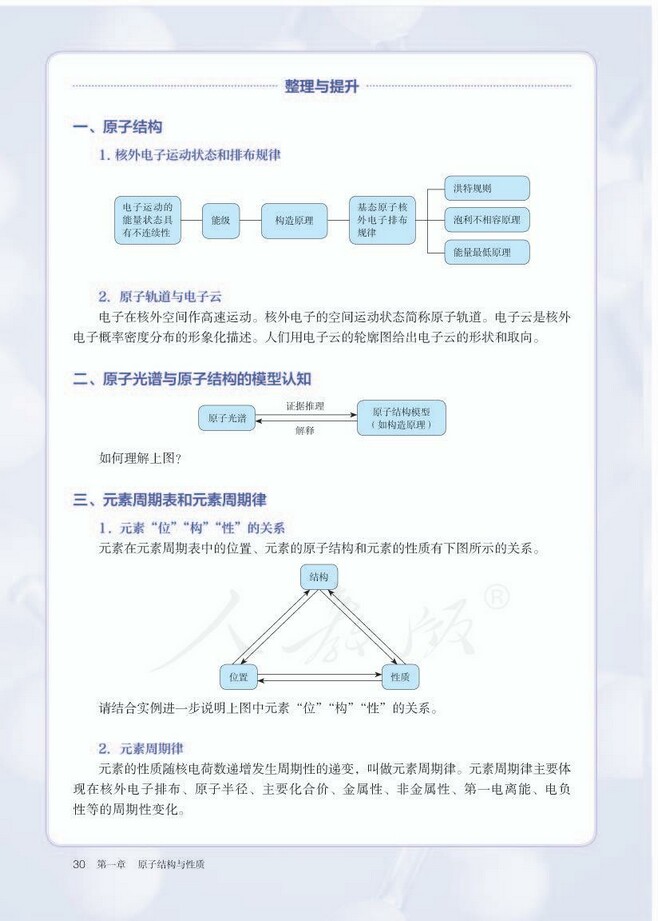 整理与提升
一、原子结构
1. 核外电子运动状态和排布规律
电子运动的
能量状态具
有不连续性
能级
构造原理
基态原子核
外电子排布
规律
洪特规则
泡利不相容原理
能量最低原理
2. 原子轨道与电子云
电子在核外空间作高速运动。核外电子的空间运动状态简称原子轨道。电子云是核外
电子概率密度分布的形象化描述。人们用电子云的轮廓图给出电子云的形状和取向。
二、原子光谱与原子结构的模型认知
原子光谱
证据推理
解释
原子结构模型
（如构造原理）
如何理解上图？
三、元素周期表和元素周期律
1. 元素“位”“构”“性”的关系
元素在元素周期表中的位置、元素的原子结构和元素的性质有下图所示的关系。
结构
人教版®
位置
性质
请结合实例进一步说明上图中元素“位”“构”“性”的关系。
2. 元素周期律
元素的性质随核电荷数递增发生周期性的递变，叫做元素周期律。元素周期律主要体
现在核外电子排布、原子半径、主要化合价、金属性、非金属性、第一电离能、电负
性等的周期性变化。
30 第一章 原子结构与性质